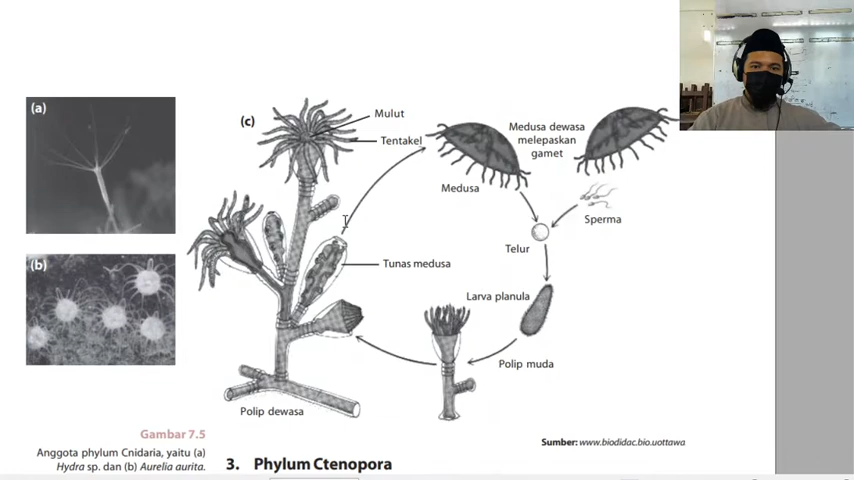 (a)
(b)
Gambar 7.5
Anggota phylum Cnidaria, yaitu (a)
Hydra sp. dan (b) Aurelia aurita.
(c)
Mulut
Tentakel
Medusa dewasa
melepaskan
gamet
Medusa
Sperma
Telur
Tunas medusa
Larva planula
Polip muda
Polip dewasa
Sumber: www.biodidac.bio.uottawa
3. Phylum Ctenopora